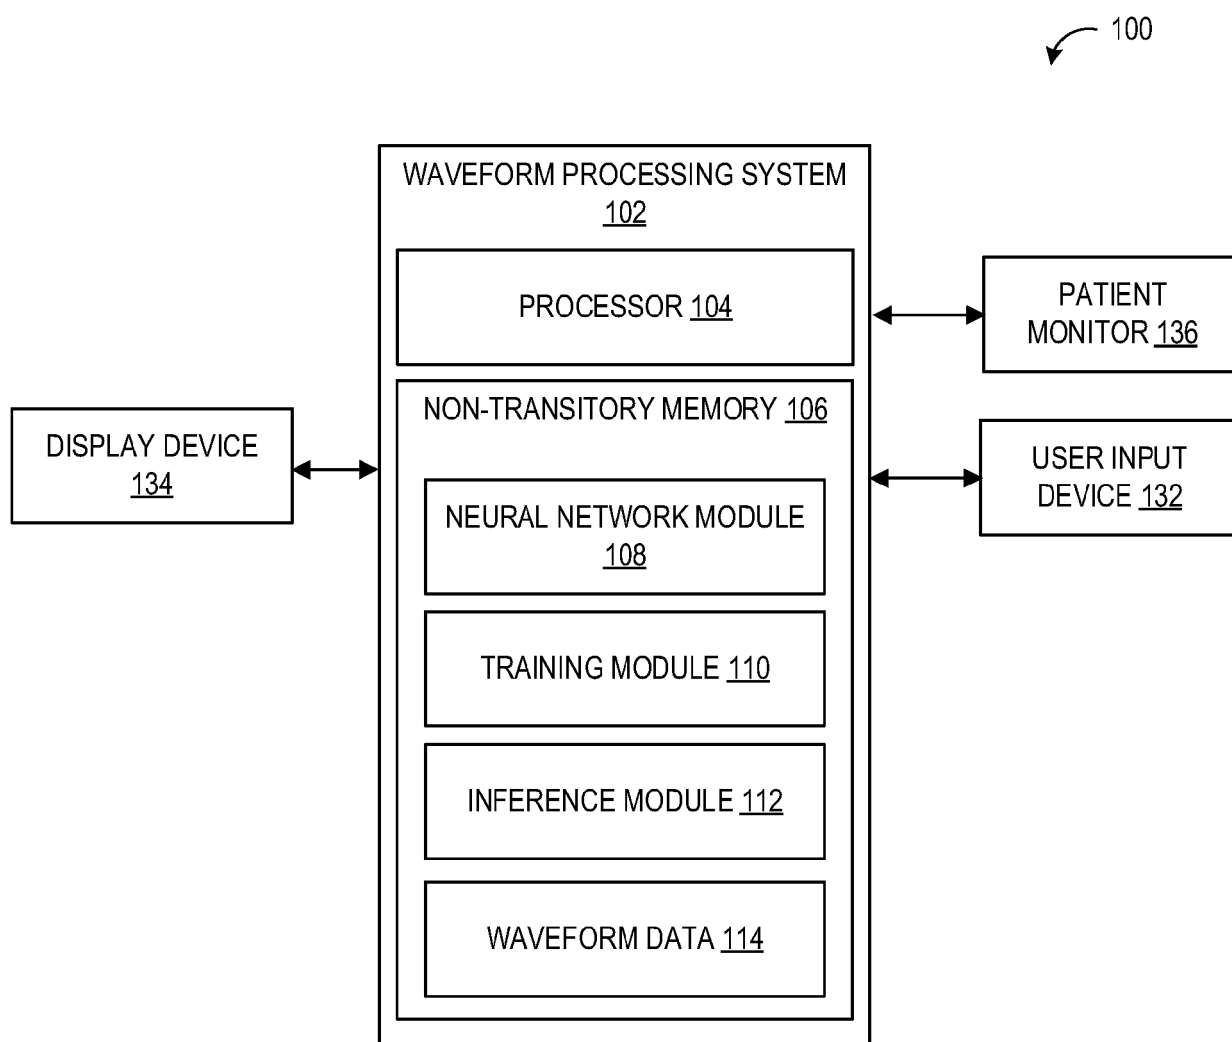 100
WAVEFORM PROCESSING SYSTEM
102
PROCESSOR 104
PATIENT
MONITOR 136
NON-TRANSITORY MEMORY 106
DISPLAY DEVICE
134
USER INPUT
DEVICE 132
NEURAL NETWORK MODULE
108
TRAINING MODULE 110
INFERENCE MODULE 112
WAVEFORM DATA 114